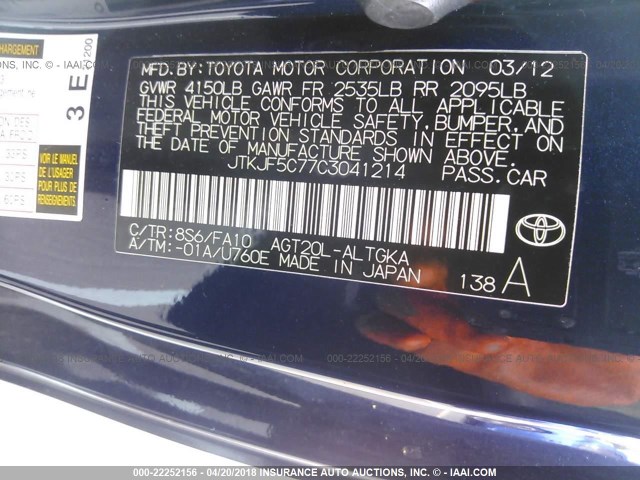 CHARGEMENT
200
3 E
MANUEL
DE
L'USAGER
POUR
PLUS DE
MFD.BY:TOYOTA MOTOR CORPORATION 03/12
GVWR 4150LB GAWR FR 2535LB RR 2095LB
THIS VEHICLE CONFORMS TO ALL APPLICABLE
FEDERAL MOTOR VEHICLE SAFETY,BUMPER,AND
THEFT PREVENTION STANDARDS IN EFFECT ON
THE DATE OF MANUFACTURE SHOWN ABOVE.
JTKJF5C77C3041214 PASS.CAR
C/TR:8S6/FA10 AGT20L-ALTGKA
A/TM:-01A/U760E MADE IN JAPAN
TOYOTA
138 A
000-22252156 - 04/20/2018 INSURANCE AUTO AUCTIONS, INC. - © IAAI.COM